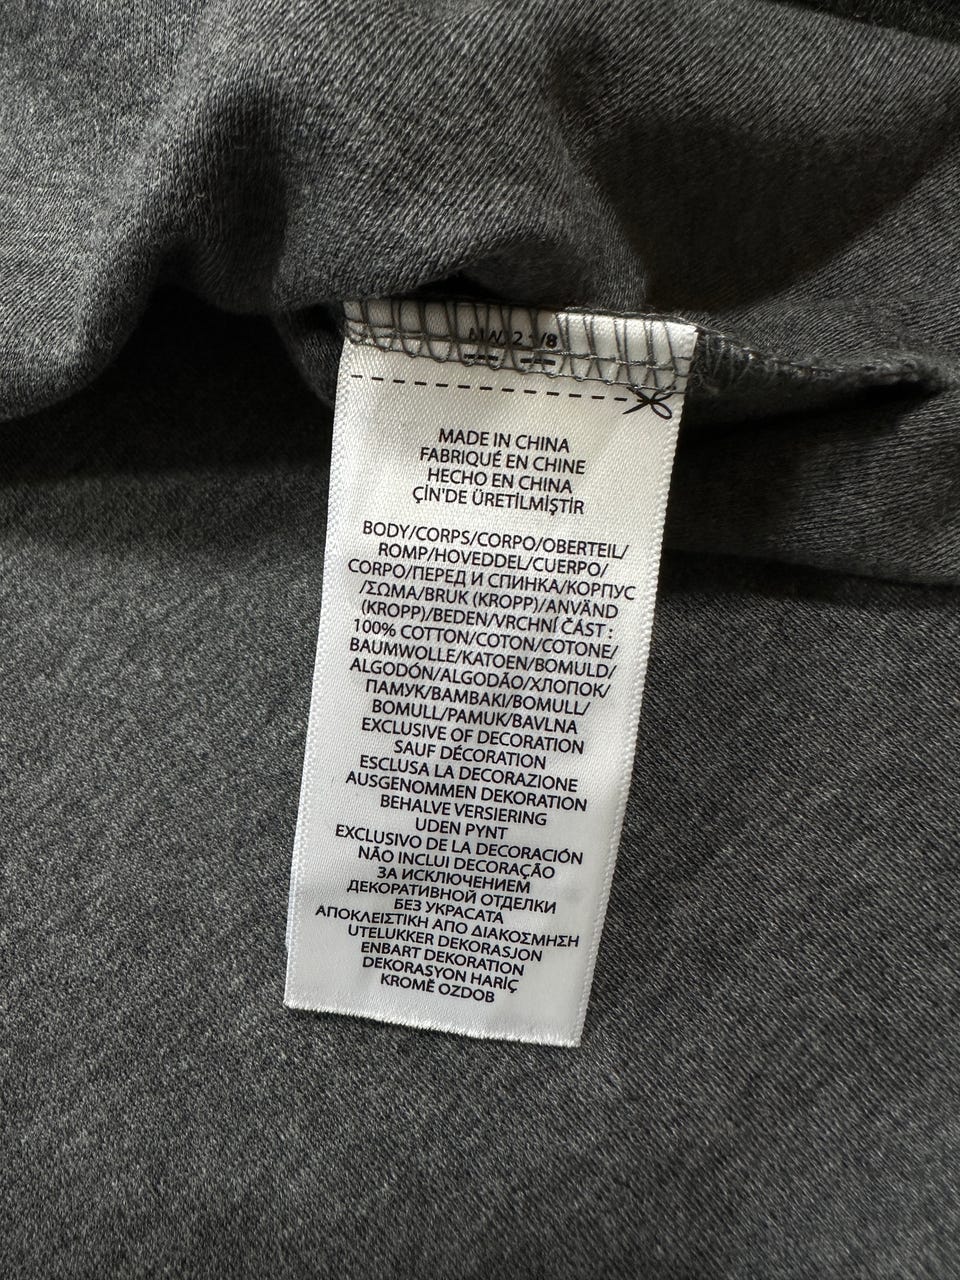 MADE IN CHINA
FABRIQUÉ EN CHINE
HECHO EN CHINA
ÇİN'DE ÜRETİLMİŞTİR
BODY/CORPS/CORPO/OBERTEIL/
ROMP/HOVEDDEL/CUERPO/
CORPO/ПЕРЕД И СПИНКА/КОРПУС
/ΣΩΜΑ/BRUK (KROPP)/ANVÄND
(KROPP)/BEDEN/VRCHNÍ ČÁST :
100% COTTON/COTON/COTONE/
BAUMWOLLE/KATOEN/BOMULD/
ALGODÓN/ALGODÃO/ХЛОПОК/
ПАМУК/ΒΑΜΒΑΚΙ/BOMULL/
BOMULL/PAMUK/BAVLNA
EXCLUSIVE OF DECORATION
SAUF DÉCORATION
ESCLUSA LA DECORAZIONE
AUSGENOMMEN DEKORATION
BEHALVE VERSIERING
UDEN PYNT
EXCLUSIVO DE LA DECORACIÓN
NÃO INCLUI DECORAÇÃO
ЗА ИСКЛЮЧЕНИЕМ
ДЕКОРАТИВНОЙ ОТДЕЛКИ
БЕЗ УКРАСАТА
ΑΠΟΚΛΕΙΣΤΙΚΗ ΑΠΟ ΔΙΑΚΟΣΜΗΣΗ
UTELUKKER DEKORASJON
ENBART DEKORATION
DEKORASYON HARİÇ
KROMĚ OZDOB